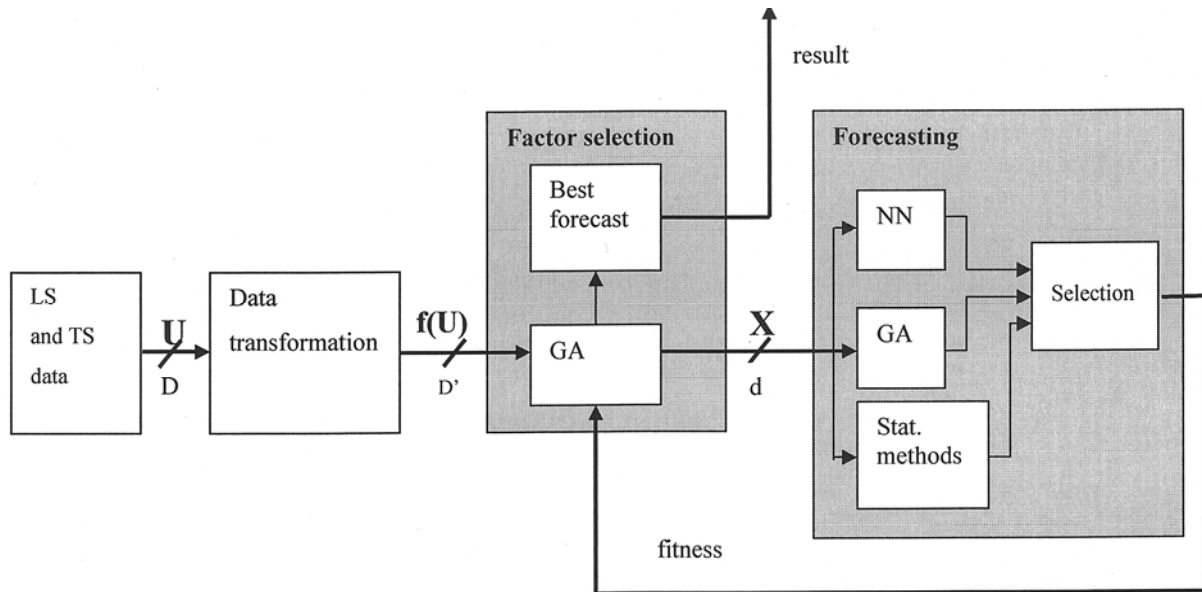 result
Factor selection
Forecasting
Best
forecast
NN
LS
and TS
data
U
D
Data
transformation
f(U)
D'
GA
X
d
GA
Selection
Stat.
methods
fitness